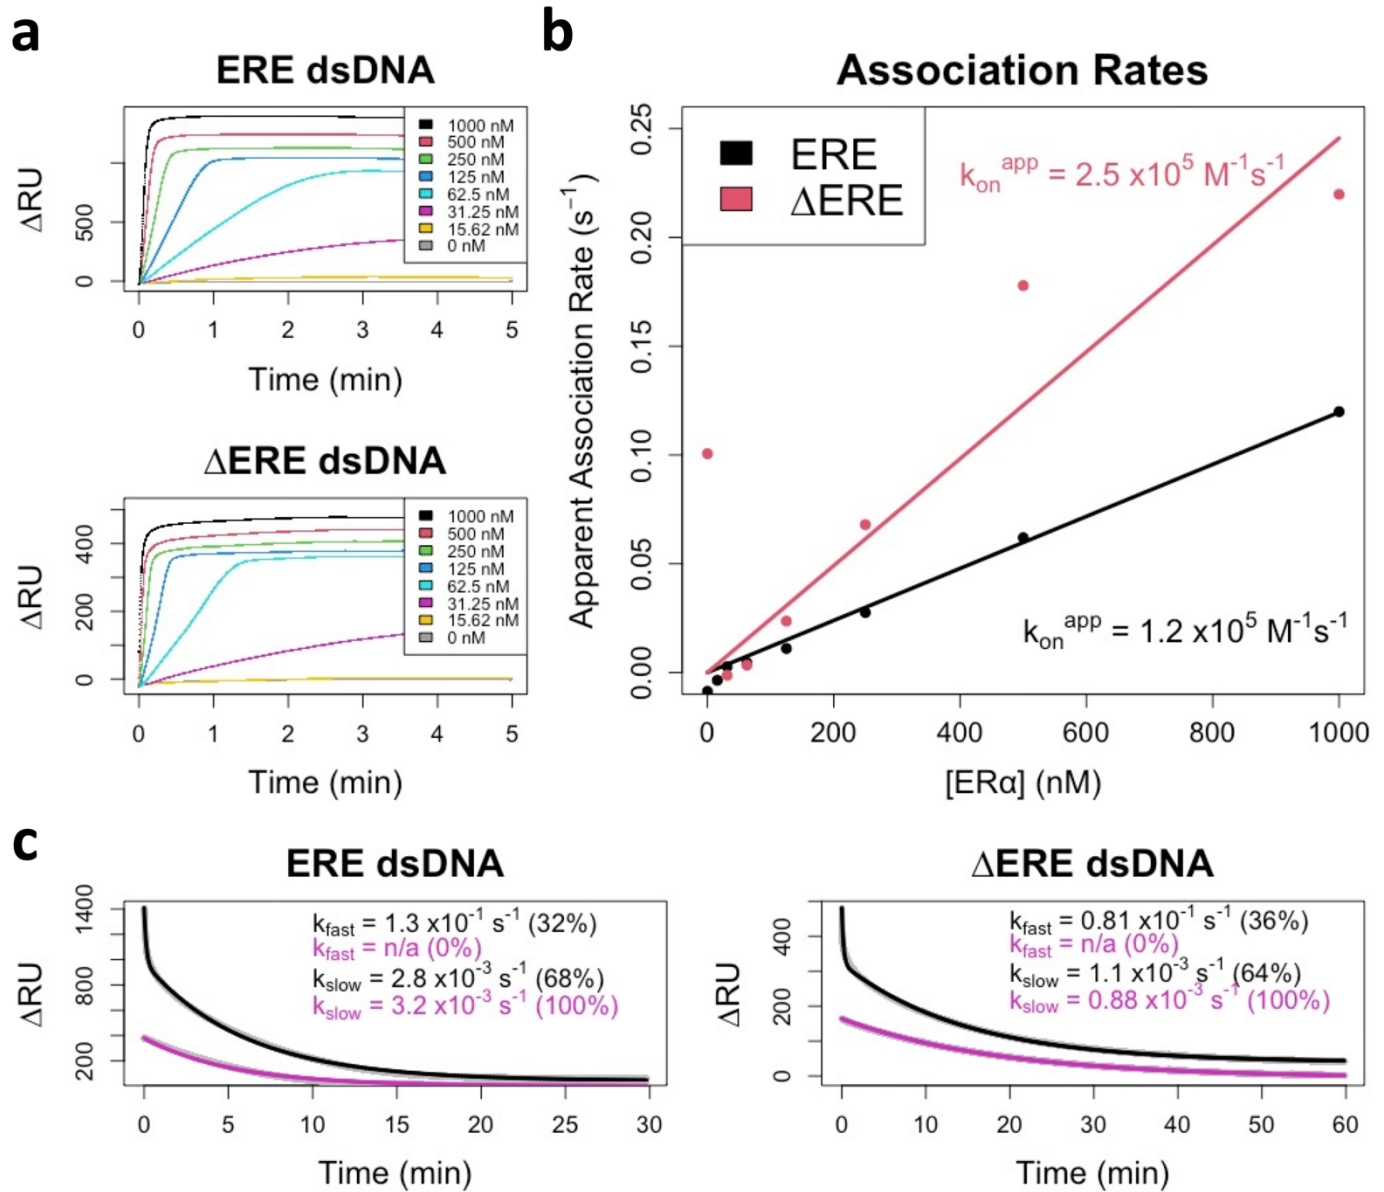 a
ERE dsDNA
ΔRU
500
0
1000 nM
500 nM
250 nM
125 nM
62.5 nM
31.25 nM
15.62 nM
0 nM
0 1 2 3 4 5
Time (min)
ΔERE dsDNA
ΔRU
400
200
0
1000 nM
500 nM
250 nM
125 nM
62.5 nM
31.25 nM
15.62 nM
0 nM
0 1 2 3 4 5
Time (min)
b
Association Rates
Apparent Association Rate (s⁻¹)
0.25
0.20
0.15
0.10
0.05
0.00
ERE
ΔERE
konᵃᵖᵖ = 2.5 x10⁵ M⁻¹s⁻¹
konᵃᵖᵖ = 1.2 x10⁵ M⁻¹s⁻¹
0 200 400 600 800 1000
[ERα] (nM)
c
ERE dsDNA
ΔRU
1400
800
200
kfast = 1.3 x10⁻¹ s⁻¹ (32%)
kfast = n/a (0%)
kslow = 2.8 x10⁻³ s⁻¹ (68%)
kslow = 3.2 x10⁻³ s⁻¹ (100%)
0 5 10 15 20 25 30
Time (min)
ΔERE dsDNA
ΔRU
400
200
0
kfast = 0.81 x10⁻¹ s⁻¹ (36%)
kfast = n/a (0%)
kslow = 1.1 x10⁻³ s⁻¹ (64%)
kslow = 0.88 x10⁻³ s⁻¹ (100%)
0 10 20 30 40 50 60
Time (min)